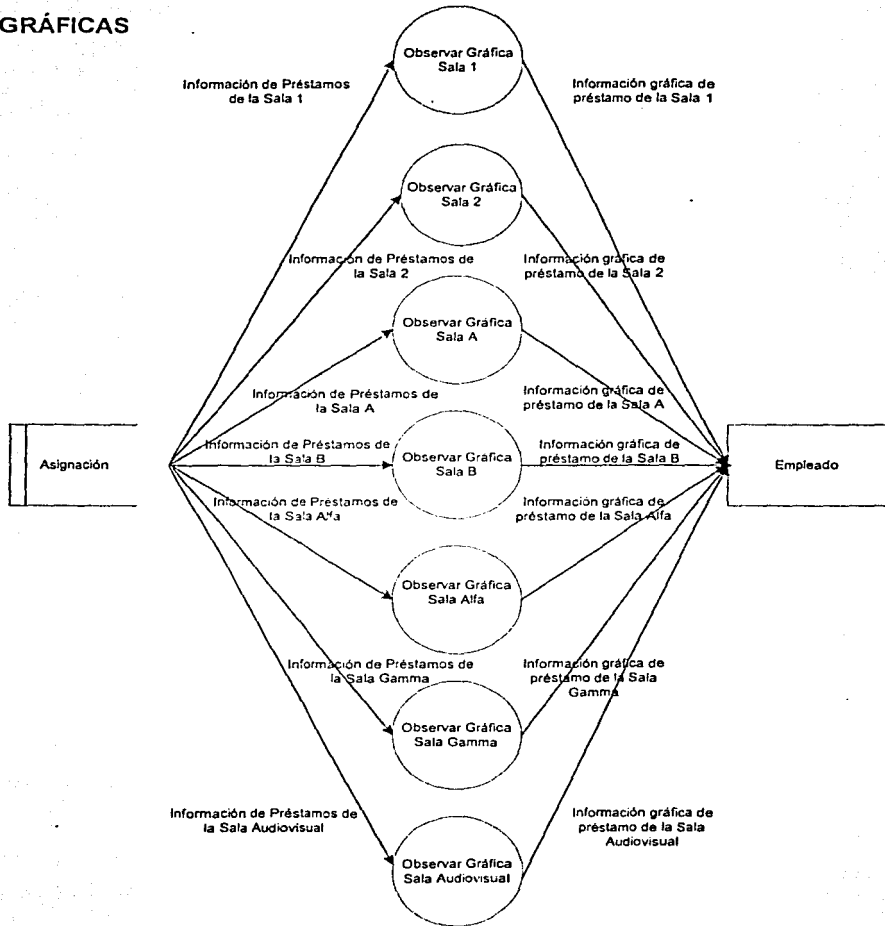 GRÁFICAS
Observar Gráfica
Sala 1
Información de Préstamos
de la Sala 1
Información gráfica de
préstamo de la Sala 1
Observar Gráfica
Sala 2
Información de Préstamos de
la Sala 2
Información gráfica de
préstamo de la Sala 2
Observar Gráfica
Sala A
Información de Préstamos de
la Sala A
Información gráfica de
préstamo de la Sala A
Asignación
Información de Préstamos de
la Sala B
Observar Gráfica
Sala B
Información gráfica de
préstamo de la Sala B
Empleado
Información de Préstamos de
la Sala Alfa
Información gráfica de
préstamo de la Sala Alfa
Observar Gráfica
Sala Alfa
Información de Préstamos de
la Sala Gamma
Información gráfica de
préstamo de la Sala
Gamma
Observar Gráfica
Sala Gamma
Información de Préstamos de
la Sala Audiovisual
Información gráfica de
préstamo de la Sala
Audiovisual
Observar Gráfica
Sala Audiovisual